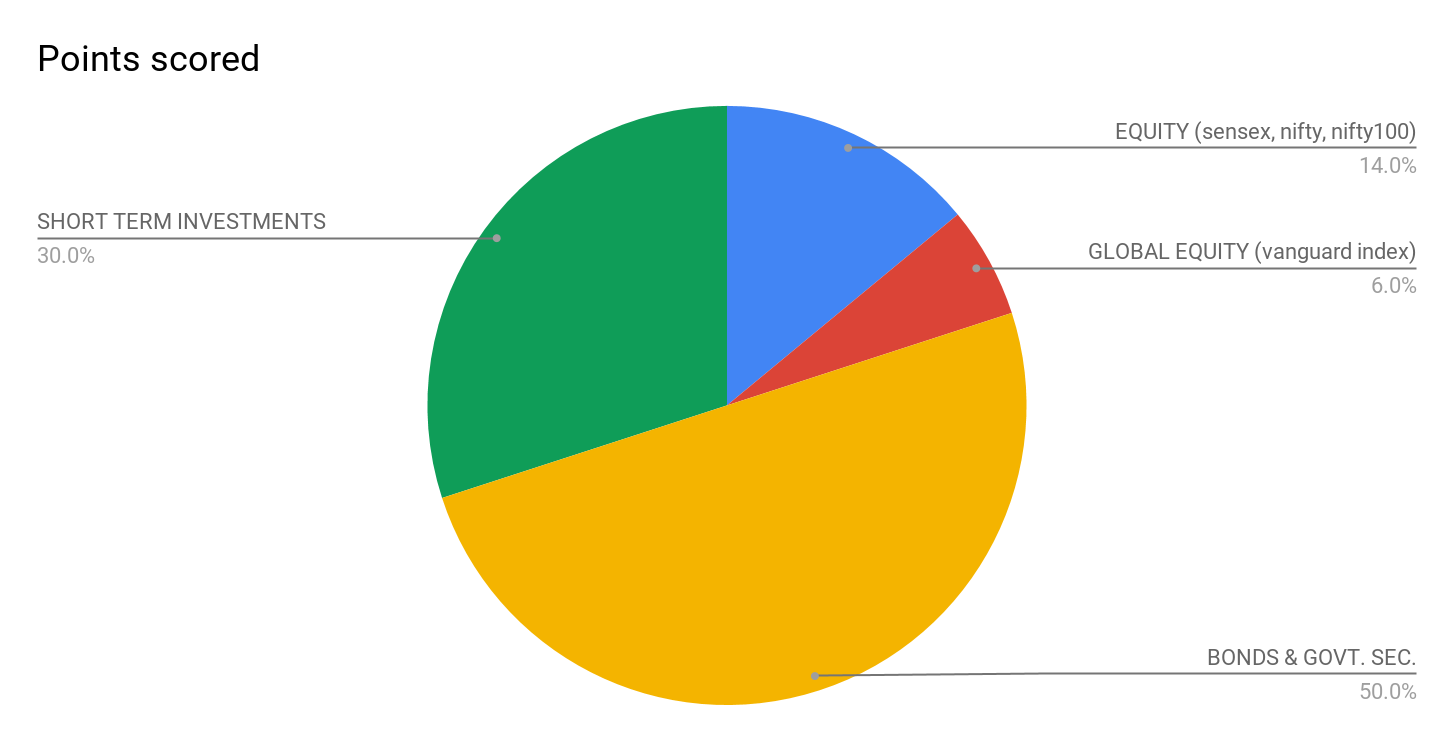 Points scored
EQUITY (sensex, nifty, nifty100)
14.0%
SHORT TERM INVESTMENTS
30.0%
GLOBAL EQUITY (vanguard index)
6.0%
BONDS & GOVT. SEC.
50.0%